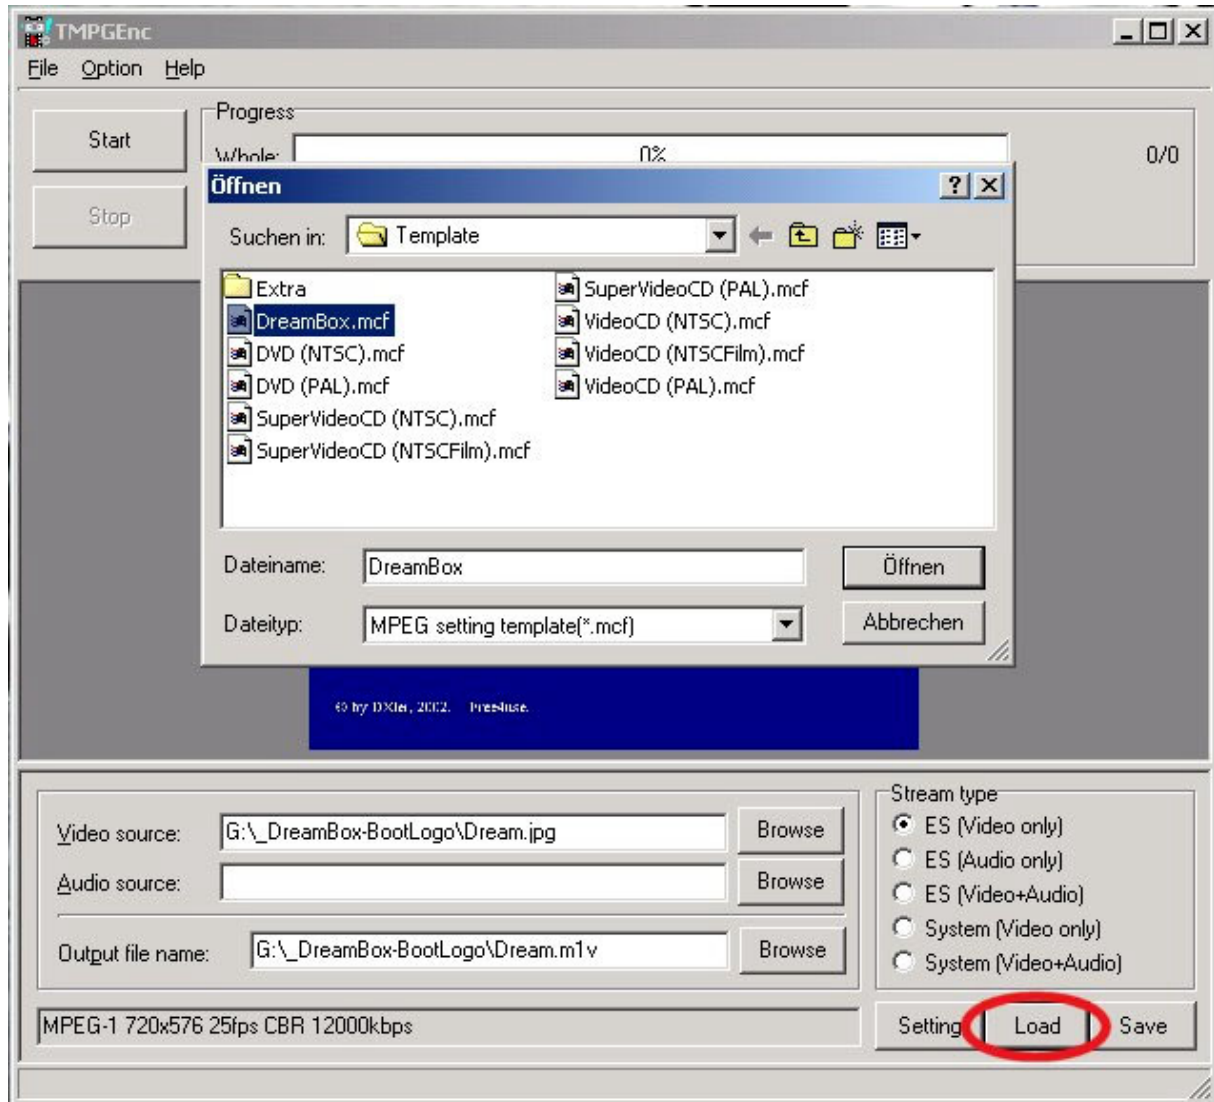 TMPGEnc
File Option Help
Progress
Start
Whole: 0% 0/0
Öffnen
Stop
Suchen in: Template
Extra
DreamBox.mcf
DVD (NTSC).mcf
DVD (PAL).mcf
SuperVideoCD (NTSC).mcf
SuperVideoCD (NTSCFilm).mcf
SuperVideoCD (PAL).mcf
VideoCD (NTSC).mcf
VideoCD (NTSCFilm).mcf
VideoCD (PAL).mcf
Dateiname: DreamBox Öffnen
Dateityp: MPEG setting template(*.mcf) Abbrechen
© by DXler, 2002. Free4use.
Video source: G:\_DreamBox-BootLogo\Dream.jpg Browse
Audio source: Browse
Output file name: G:\_DreamBox-BootLogo\Dream.m1v Browse
Stream type
ES (Video only)
ES (Audio only)
ES (Video+Audio)
System (Video only)
System (Video+Audio)
MPEG-1 720x576 25fps CBR 12000kbps
Setting Load Save